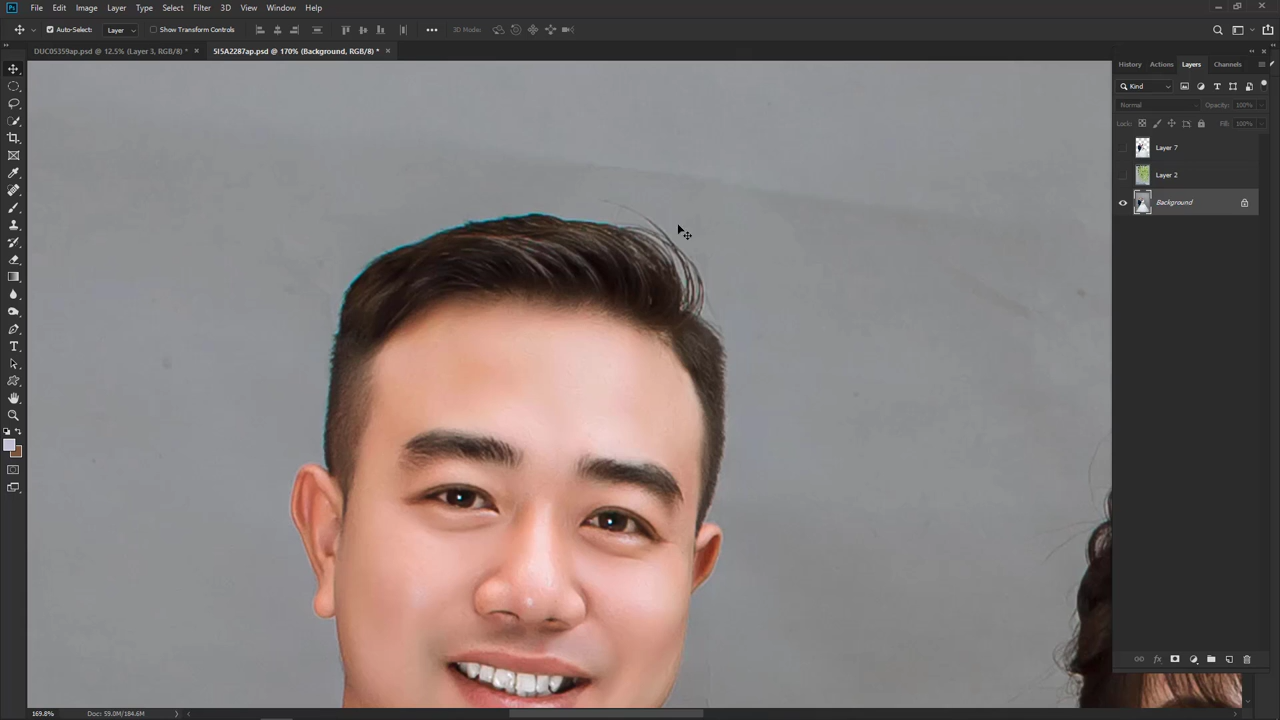 File Edit Image Layer Type Select Filter 3D View Window Help
Auto-Select: Layer Show Transform Controls 3D Mode:
DUC05359ap.psd @ 12.5% (Layer 3, RGB/8) * × 5I5A2287ap.psd @ 170% (Background, RGB/8) * ×
History Actions Layers Channels
Kind
Normal Opacity: 100%
Lock: Fill: 100%
Layer 7
Layer 2
Background
169.8% Doc: 59.0M/184.6M